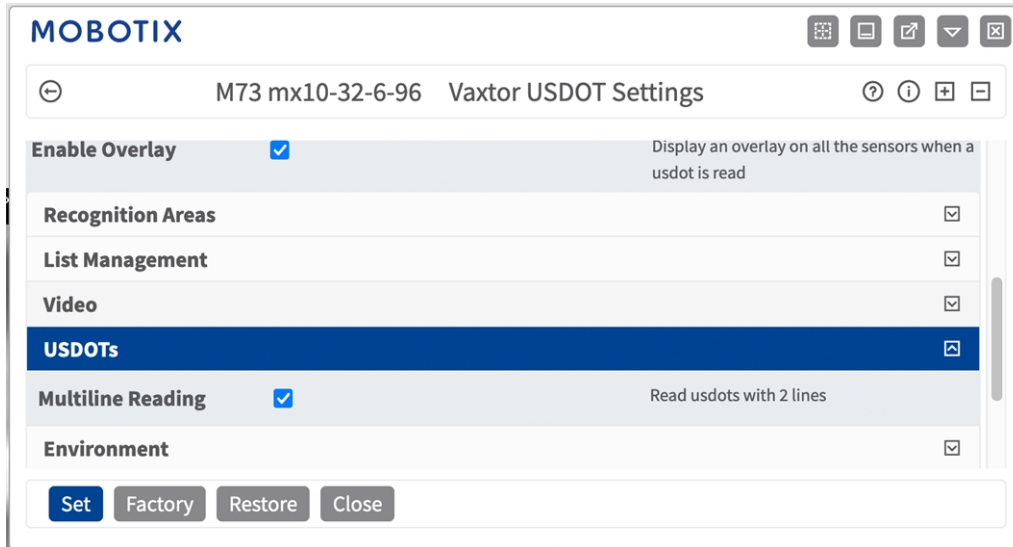 MOBOTIX
M73 mx10-32-6-96 Vaxtor USDOT Settings
Enable Overlay
Display an overlay on all the sensors when a
usdot is read
Recognition Areas
List Management
Video
USDOTs
Multiline Reading
Read usdots with 2 lines
Environment
Set
Factory
Restore
Close